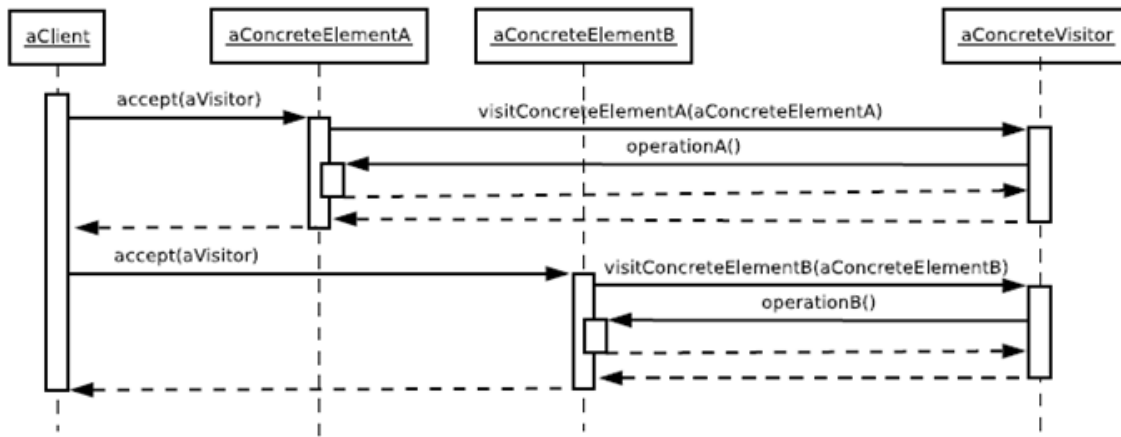 aClient
aConcreteElementA
aConcreteElementB
aConcreteVisitor
accept(aVisitor)
visitConcreteElementA(aConcreteElementA)
operationA()
accept(aVisitor)
visitConcreteElementB(aConcreteElementB)
operationB()